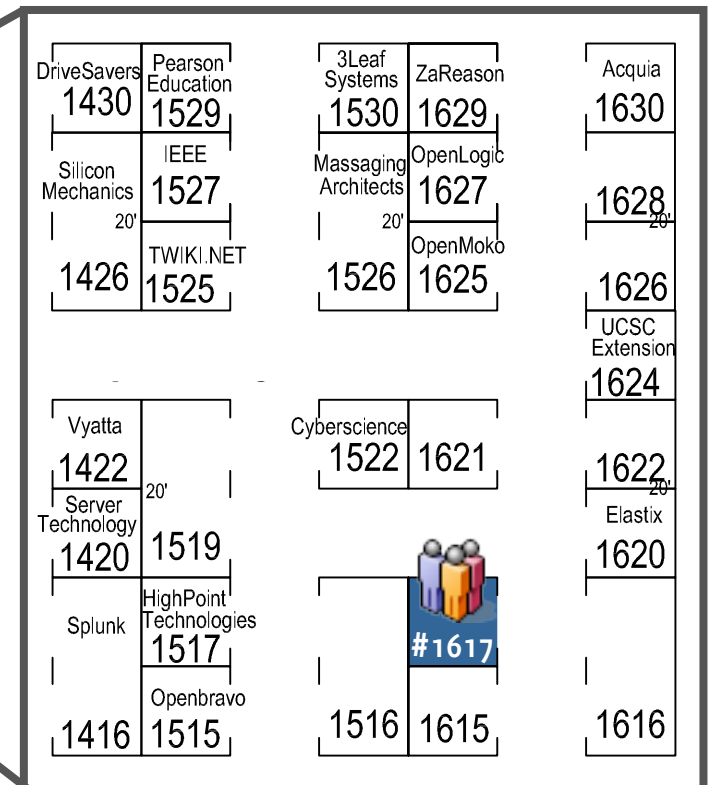 DriveSavers
1430
Pearson
Education
1529
3Leaf
Systems
1530
ZaReason
1629
Acquia
1630
Silicon
Mechanics
20'
1426
IEEE
1527
TWIKI.NET
1525
Massaging
Architects
20'
1526
OpenLogic
1627
OpenMoko
1625
1628
20'
1626
UCSC
Extension
1624
Vyatta
1422
20'
1519
Cyberscience
1522
1621
1622
20'
Server
Technology
1420
Elastix
1620
Splunk
1416
HighPoint
Technologies
1517
Openbravo
1515
1516
#1617
1615
1616